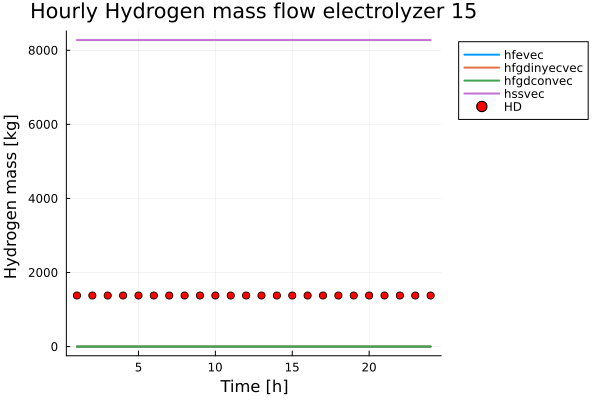 Hourly Hydrogen mass flow electrolyzer 15
Hydrogen mass [kg]
8000
6000
4000
2000
0
5
10
15
20
Time [h]
hfevec
hfgdinyecvec
hfgdconvec
hssvec
HD